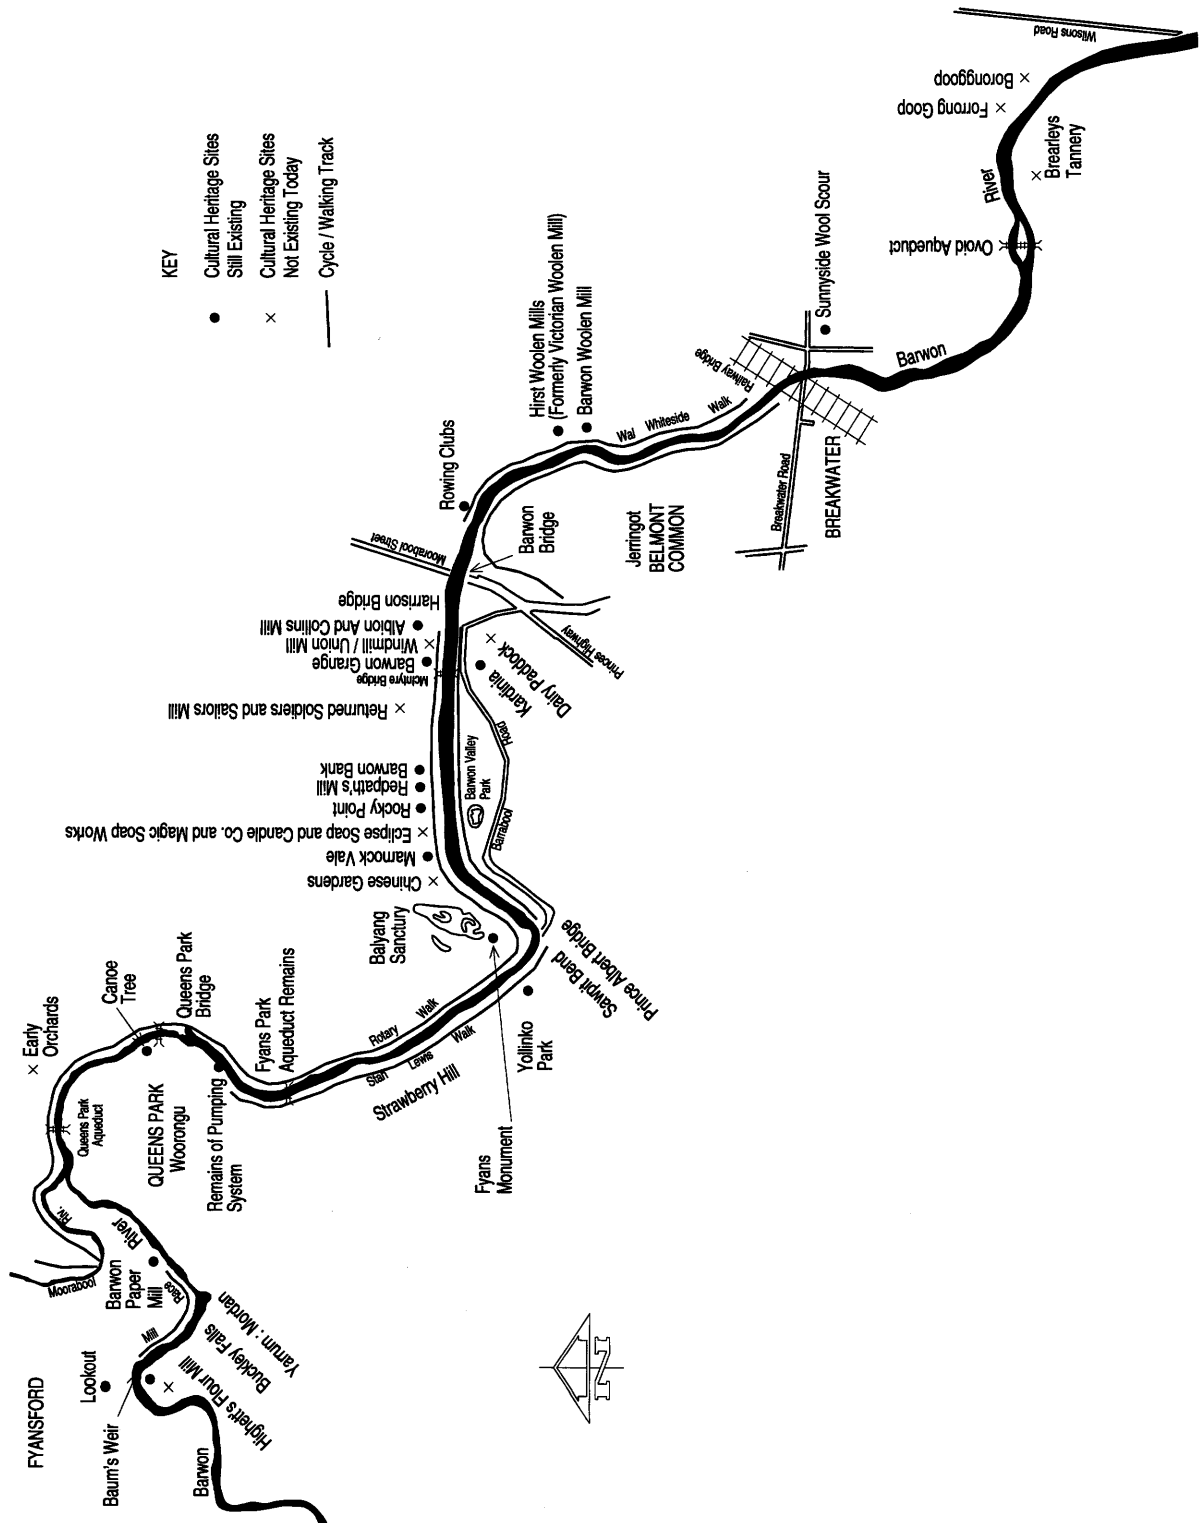 KEY
Cultural Heritage Sites
Still Existing
Cultural Heritage Sites
Not Existing Today
Cycle / Walking Track
FYANSFORD
Lookout
Baum's Weir
Barwon
Highett's Flour Mill
Buckley Falls
Yarrum : Mordan
Mill
Race
Barwon
Paper
Mill
River
Moorabool
Riv.
Queens Park
Aqueduct
Early
Orchards
Canoe
Tree
QUEENS PARK
Woorongu
Queens Park
Bridge
Remains of Pumping
System
Fyans Park
Aqueduct Remains
Rotary
Walk
Stan
Lewis
Walk
Strawberry Hill
Balyang
Sanctury
Fyans
Monument
Yollinko
Park
Sawpit Bend
Prince Albert Bridge
Chinese Gardens
Marnock Vale
Eclipse Soap and Candle Co. and Magic Soap Works
Rocky Point
Redpath's Mill
Barwon Bank
Barwon Valley
Park
Barrabool
Road
Returned Soldiers and Sailors Mill
McIntyre Bridge
Barwon Grange
Windmill / Union Mill
Albion And Collins Mill
Harrison Bridge
Kardinia
Dairy Paddock
Princes Highway
Moorabool Street
Barwon
Bridge
Rowing Clubs
Hirst Woolen Mills
(Formerly Victorian Woolen Mill)
Barwon Woolen Mill
Jerringot
BELMONT
COMMON
Wal
Whiteside
Walk
Railway Bridge
Breakwater Road
BREAKWATER
Sunnyside Wool Scour
Barwon
River
Ovoid Aqueduct
Brearleys
Tannery
Forrong Goop
Boronggoop
Wilsons Road
N